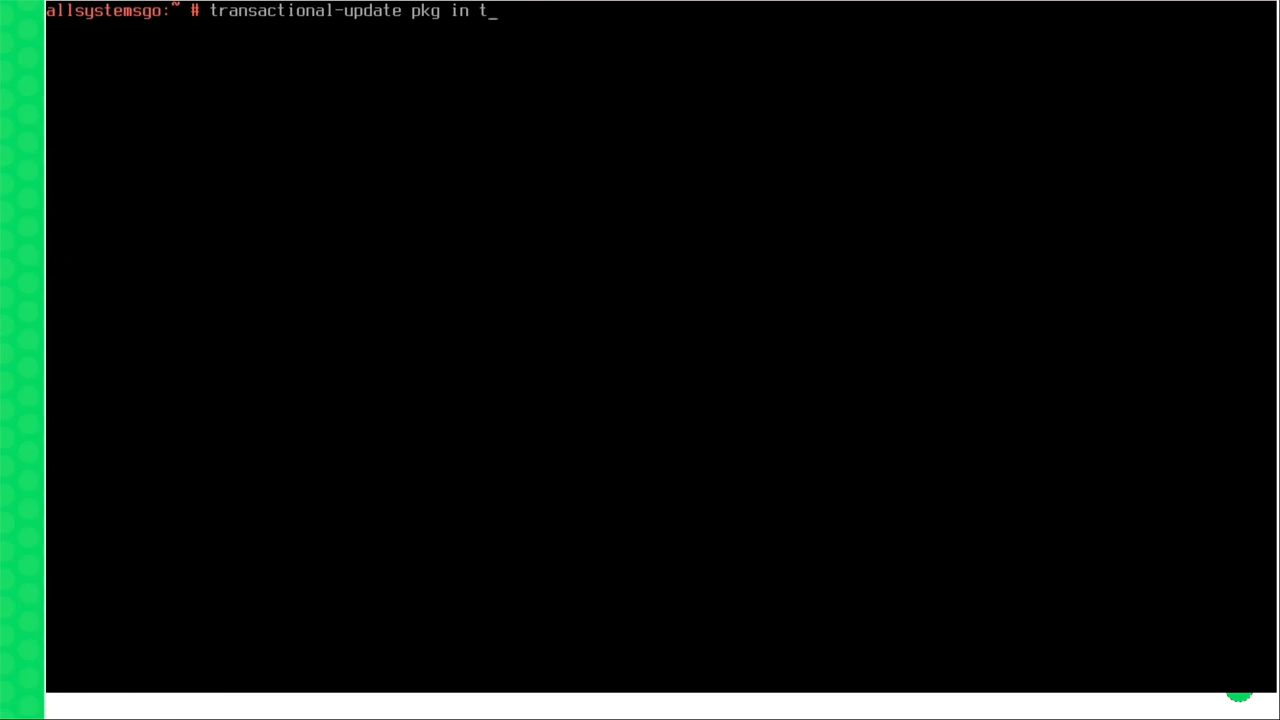 allsystemsgo:~ # transactional-update pkg in t_